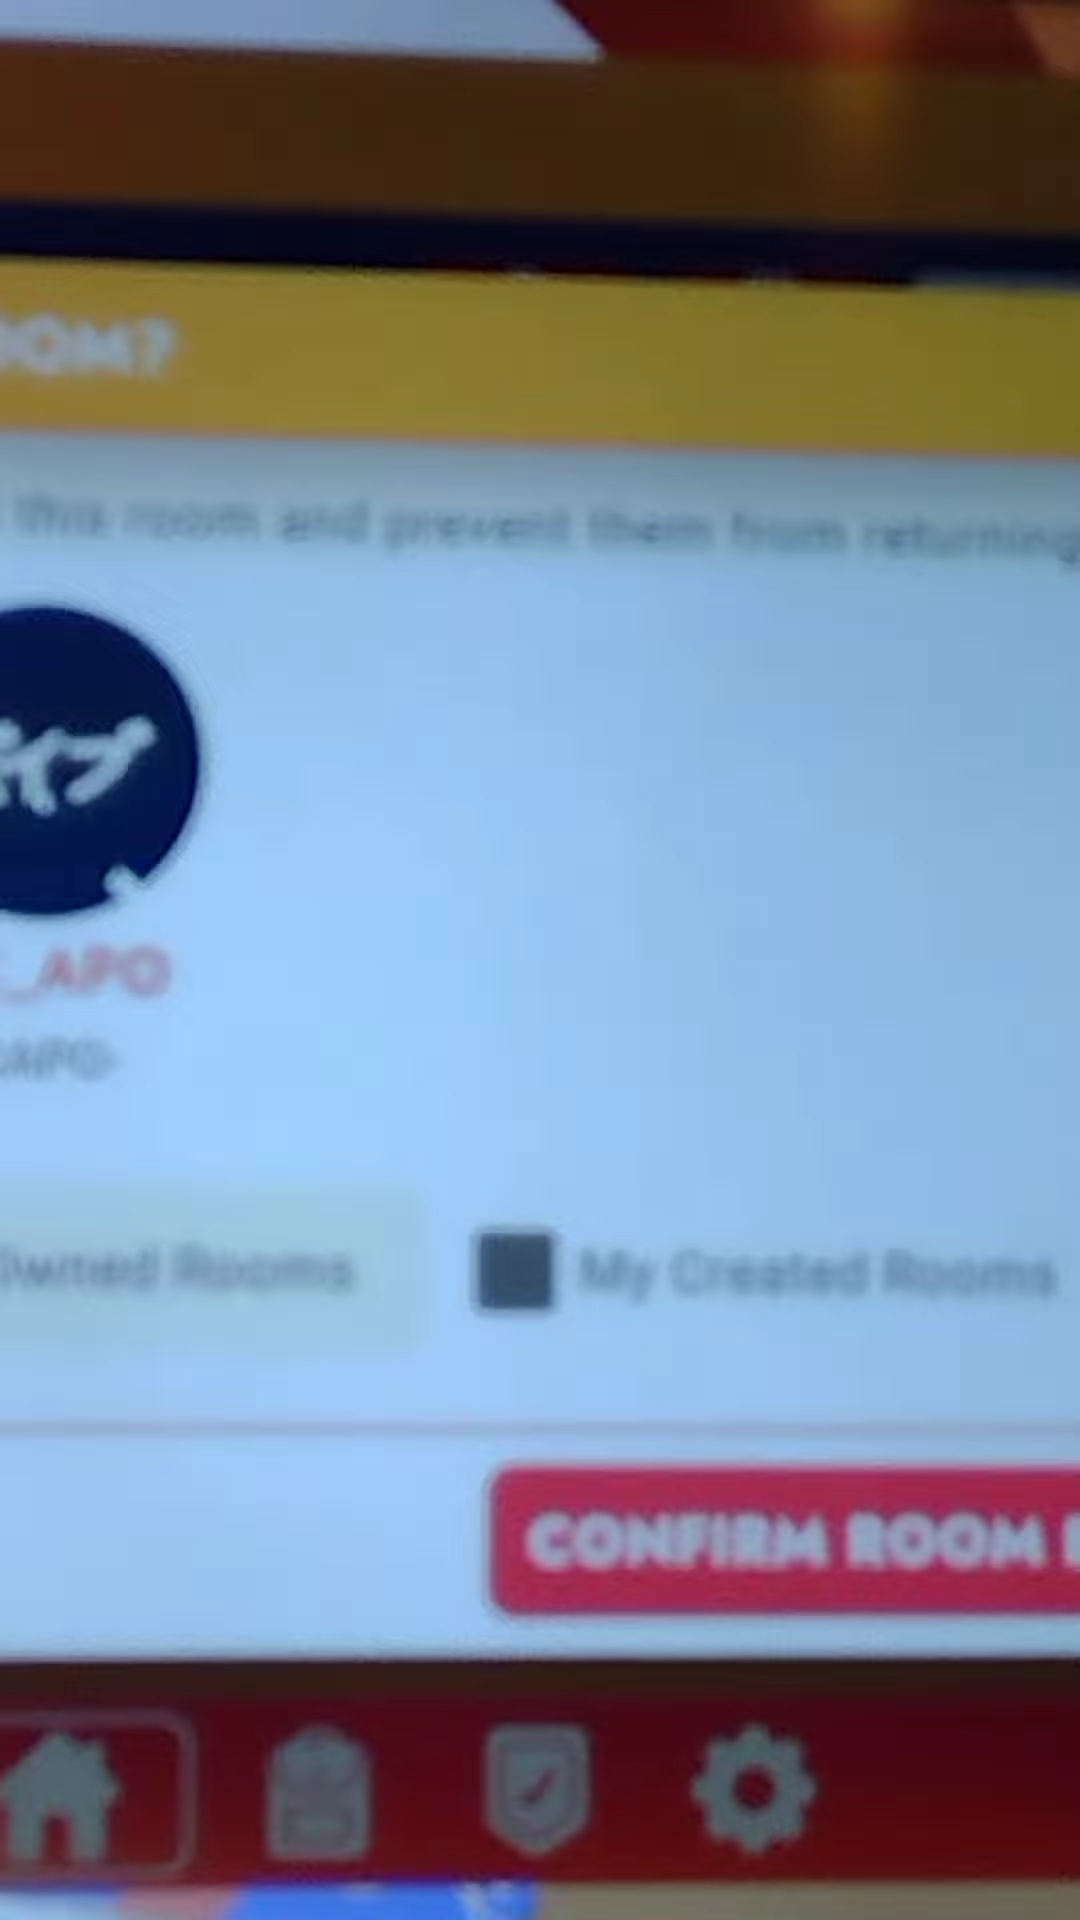 this room and prevent them from returning
_APO
Owned Rooms
My Created Rooms
CONFIRM ROOM